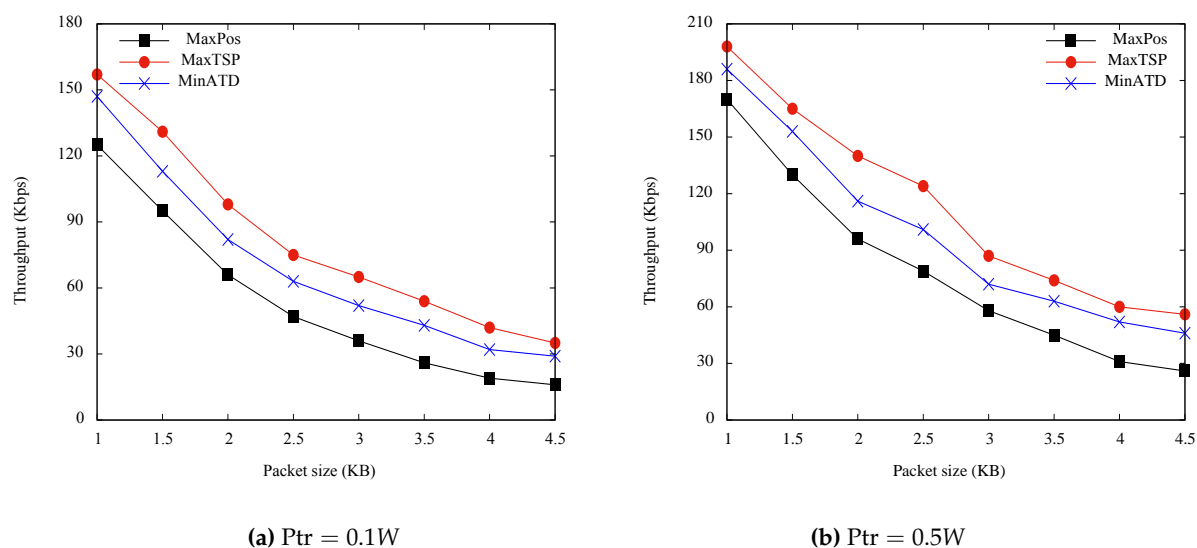 180
150
120
90
60
30
0
Throughput (Kbps)
MaxPos
MaxTSP
MinATD
1 1.5 2 2.5 3 3.5 4 4.5
Packet size (KB)
(a) Ptr = 0.1W
210
180
150
120
90
60
30
0
Throughput (Kbps)
MaxPos
MaxTSP
MinATD
1 1.5 2 2.5 3 3.5 4 4.5
Packet size (KB)
(b) Ptr = 0.5W